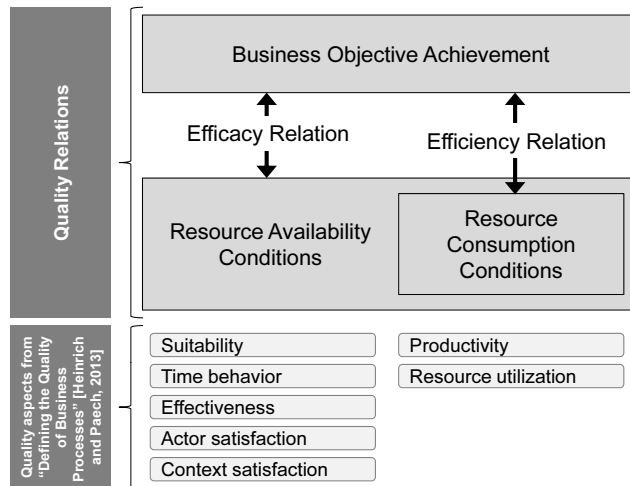 Quality Relations
Business Objective Achievement
Efficacy Relation
Efficiency Relation
Resource Availability
Conditions
Resource
Consumption
Conditions
Quality aspects from
“Defining the Quality
of Business
Processes” [Heinrich
and Paech, 2013]
Suitability
Time behavior
Effectiveness
Actor satisfaction
Context satisfaction
Productivity
Resource utilization